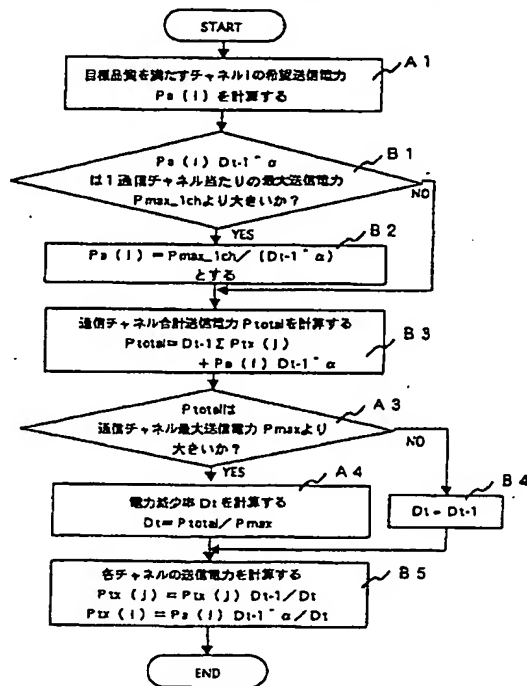 START
A1
目標品質を満たすチャネルiの希望送信電力
Pa (i) を計算する
B1
Pa (i) Dt-1^α
は1通信チャネル当たりの最大送信電力
Pmax_1chより大きいか?
NO
YES
B2
Pa (i) = Pmax_1ch/ (Dt-1^α)
とする
通信チャネル合計送信電力Ptotalを計算する
B3
Ptotal=Dt-1Σ Ptx (j)
+Pa (i) Dt-1^α
A3
Ptotalは
通信チャネル最大送信電力 Pmaxより
大きいか?
NO
YES
A4
B4
電力減少率 Dt を計算する
Dt=Ptotal/Pmax
Dt=Dt-1
B5
各チャネルの送信電力を計算する
Ptx (j) =Ptx (j) Dt-1/Dt
Ptx (i) =Pa (i) Dt-1^α/Dt
END